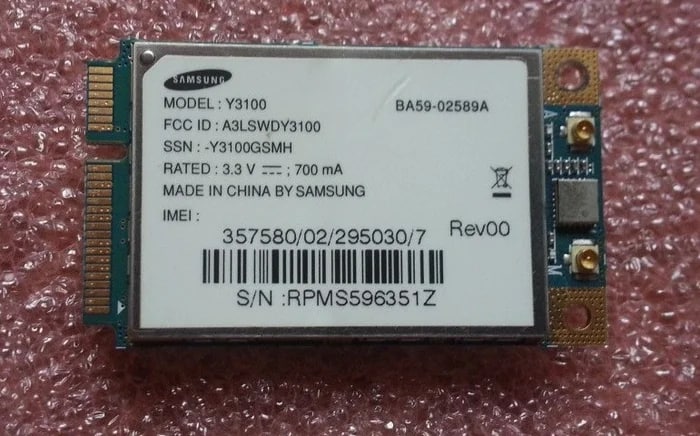 SAMSUNG
MODEL : Y3100
BA59-02589A
FCC ID : A3LSWDY3100
SSN : -Y3100GSMH
RATED : 3.3 V ⎓ ; 700 mA
MADE IN CHINA BY SAMSUNG
IMEI :
357580/02/295030/7
Rev00
S/N :RPMS596351Z
A
M